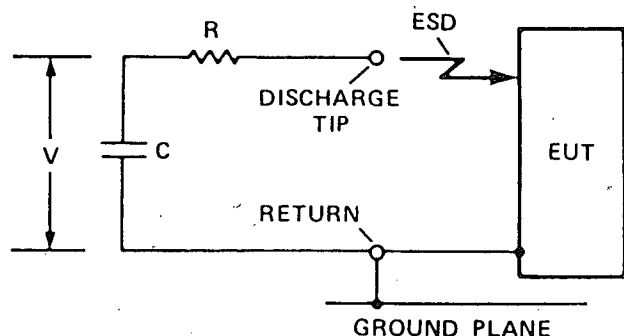 R
ESD
DISCHARGE
TIP
V
C
EUT
RETURN
GROUND PLANE